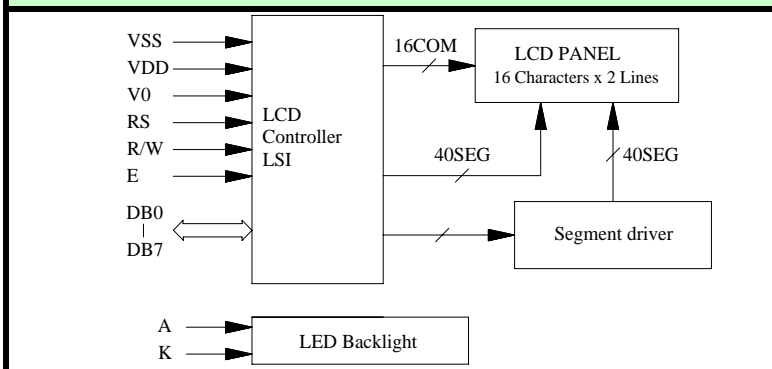 VSS
VDD
V0
RS
R/W
E
DB0
DB7
LCD
Controller
LSI
16COM
LCD PANEL
16 Characters x 2 Lines
40SEG
40SEG
Segment driver
A
K
LED Backlight